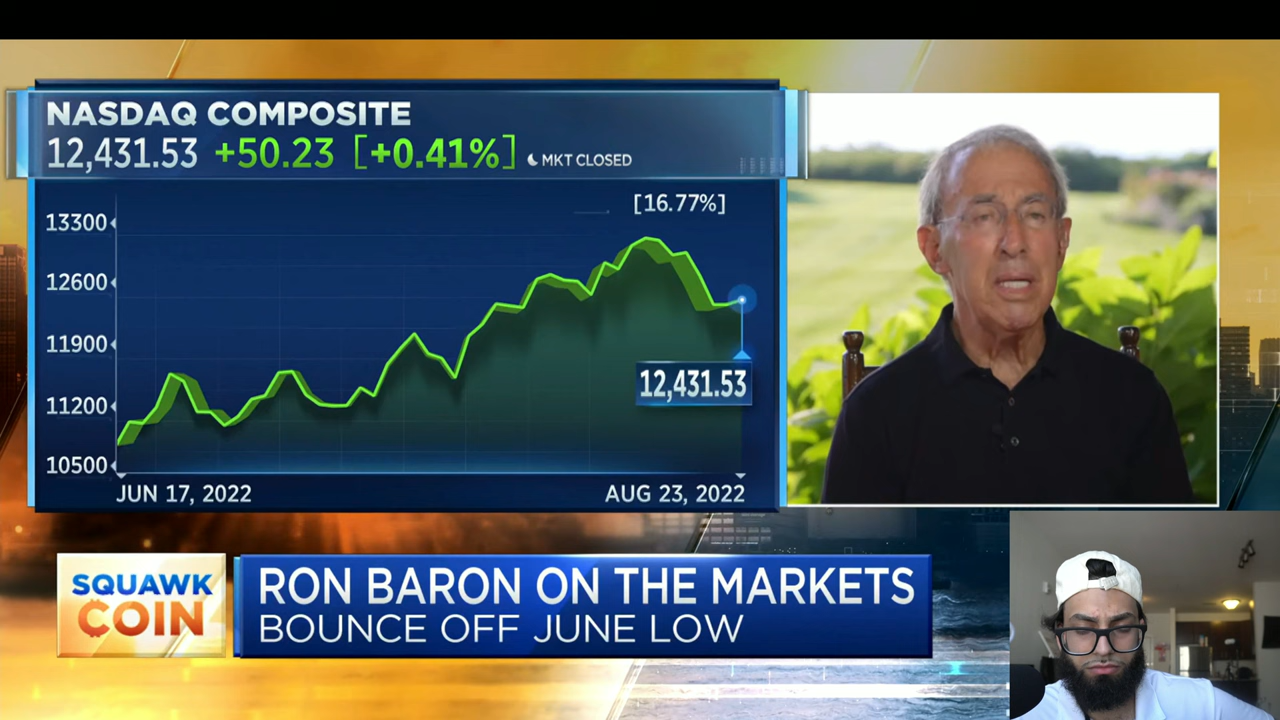 NASDAQ COMPOSITE
12,431.53 +50.23 [+0.41%] MKT CLOSED
[16.77%]
13300
12600
11900
11200
10500
12,431.53
JUN 17, 2022 AUG 23, 2022
SQUAWK
COIN
RON BARON ON THE MARKETS
BOUNCE OFF JUNE LOW